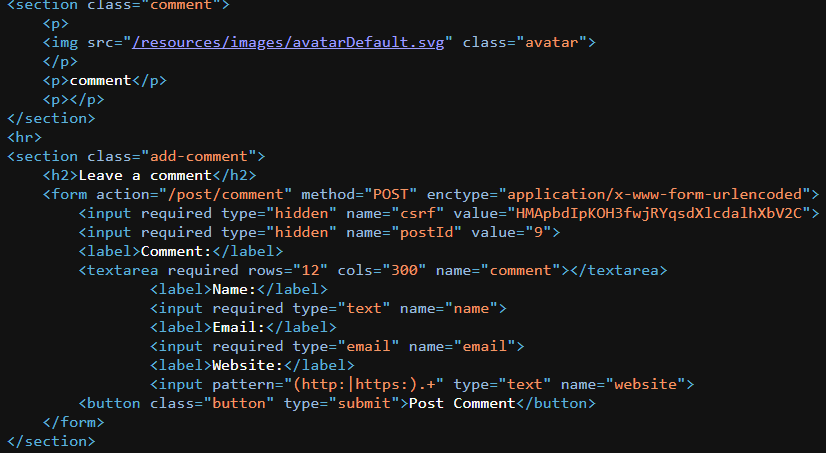 <section class="comment">
<p>
<img src="/resources/images/avatarDefault.svg" class="avatar">
</p>
<p>comment</p>
<p></p>
</section>
<hr>
<section class="add-comment">
<h2>Leave a comment</h2>
<form action="/post/comment" method="POST" enctype="application/x-www-form-urlencoded">
<input required type="hidden" name="csrf" value="HMApbdIpKOH3fwjRYqsdXlcdalhXbV2C">
<input required type="hidden" name="postId" value="9">
<label>Comment:</label>
<textarea required rows="12" cols="300" name="comment"></textarea>
<label>Name:</label>
<input required type="text" name="name">
<label>Email:</label>
<input required type="email" name="email">
<label>Website:</label>
<input pattern="(http:|https:).+" type="text" name="website">
<button class="button" type="submit">Post Comment</button>
</form>
</section>